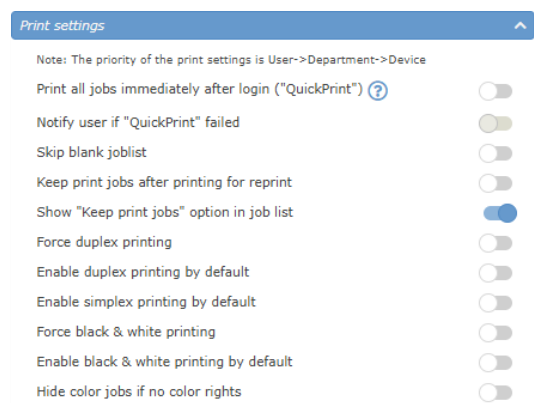 Print settings
Note: The priority of the print settings is User->Department->Device
Print all jobs immediately after login ("QuickPrint") ?
Notify user if "QuickPrint" failed
Skip blank joblist
Keep print jobs after printing for reprint
Show "Keep print jobs" option in job list
Force duplex printing
Enable duplex printing by default
Enable simplex printing by default
Force black & white printing
Enable black & white printing by default
Hide color jobs if no color rights